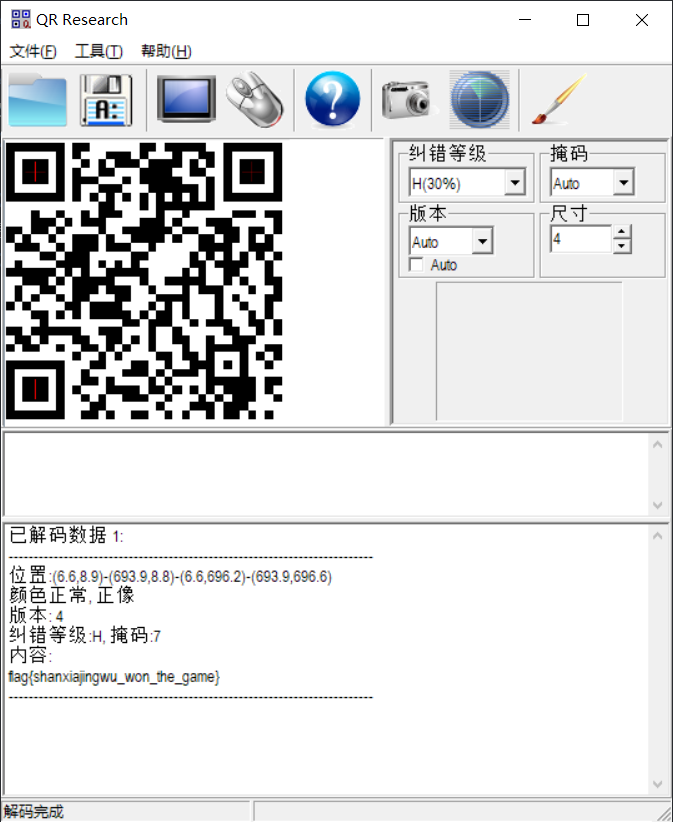 QR Research
文件(F) 工具(T) 帮助(H)
A:
?
纠错等级 掩码
H(30%) Auto
版本 尺寸
Auto 4
Auto
已解码数据 1:
---------------------------------------------------------------------------
位置:(6.6,8.9)-(693.9,8.8)-(6.6,696.2)-(693.9,696.6)
颜色正常, 正像
版本: 4
纠错等级:H, 掩码:7
内容:
flag{shanxiajingwu_won_the_game}
---------------------------------------------------------------------------
解码完成